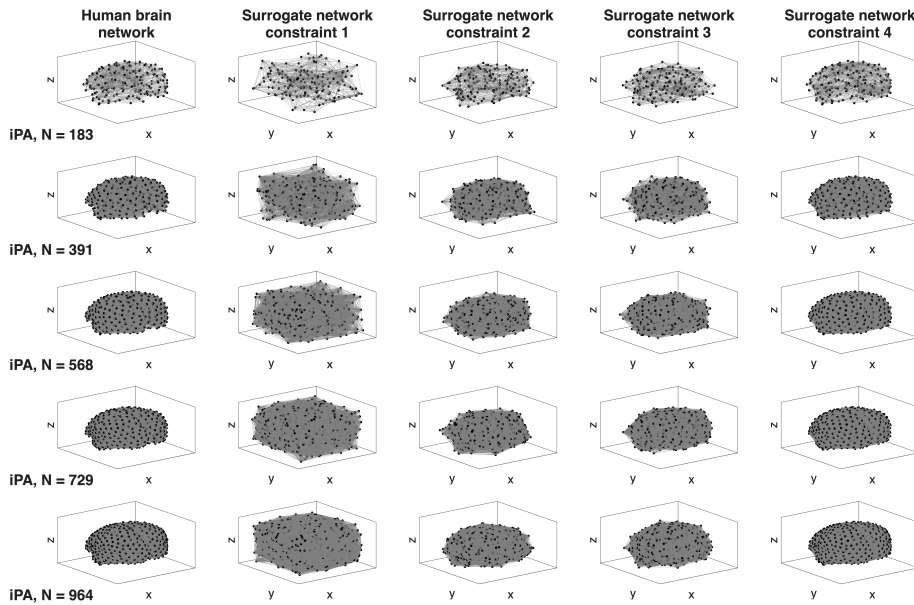 Human brain
network
Surrogate network
constraint 1
Surrogate network
constraint 2
Surrogate network
constraint 3
Surrogate network
constraint 4
z z z z z
iPA, N = 183 x y x y x y x y x
z z z z z
iPA, N = 391 x y x y x y x y x
z z z z z
iPA, N = 568 x y x y x y x y x
z z z z z
iPA, N = 729 x y x y x y x y x
z z z z z
iPA, N = 964 x y x y x y x y x